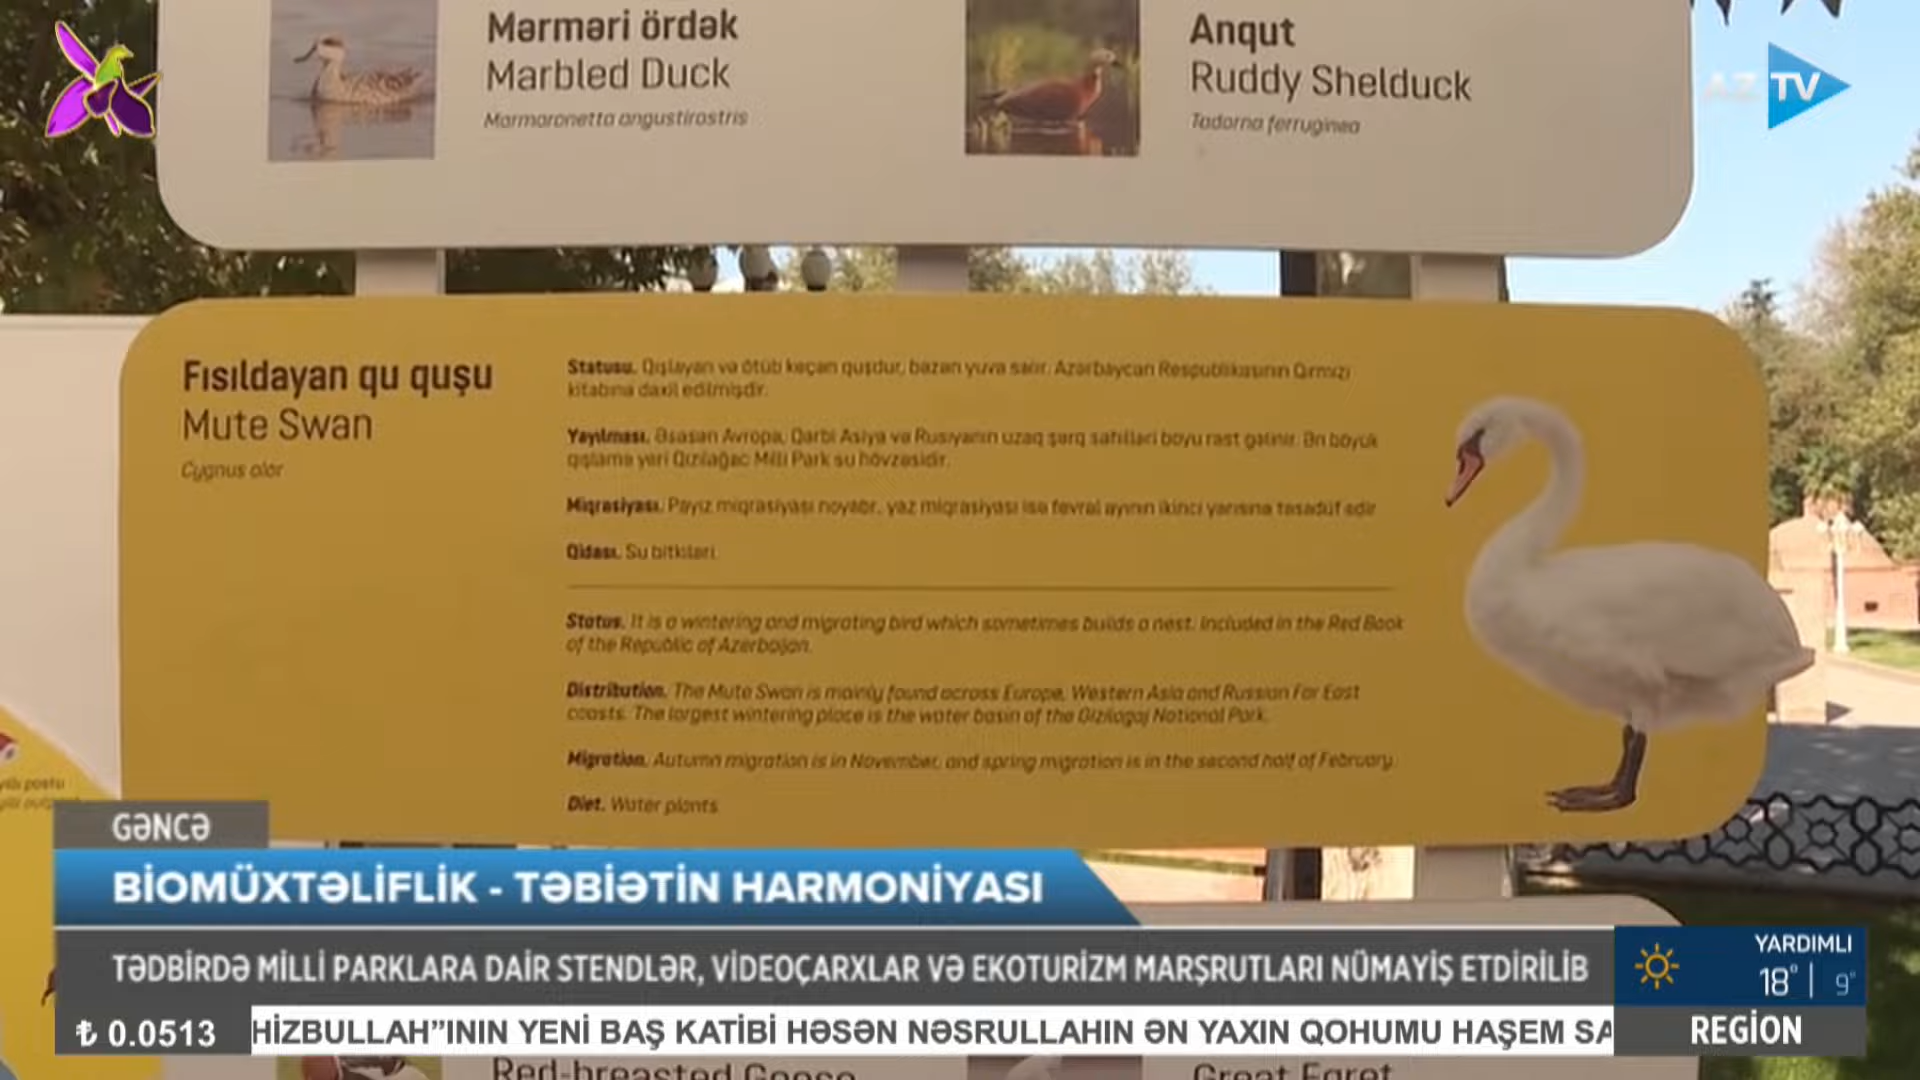 Mərməri ördək
Marbled Duck
Marmaronetta angustirostris
Anqut
Ruddy Shelduck
Tadorna ferruginea
AZTV
Fısıldayan qu quşu
Mute Swan
Cygnus olor
Statusu. Qışlayan və ötüb keçən quşdur, bəzən yuva salır. Azərbaycan Respublikasının Qırmızı
kitabına daxil edilmişdir.
Yayılması. Əsasən Avropa, Qərbi Asiya və Rusiyanın uzaq şərq sahilləri boyu rast gəlinir. Ən böyük
qışlama yeri Qızılağac Milli Park su hövzəsidir.
Miqrasiyası. Payız miqrasiyası noyabr, yaz miqrasiyası isə fevral ayının ikinci yarısına təsadüf edir
Qidası. Su bitkiləri
Status. It is a wintering and migrating bird which sometimes builds a nest. Included in the Red Book
of the Republic of Azerbaijan.
Distribution. The Mute Swan is mainly found across Europe, Western Asia and Russian Far East
coasts. The largest wintering place is the water basin of the Gizilagaj National Park.
Migration. Autumn migration is in November, and spring migration is in the second half of February.
Diet. Water plants
GƏNCƏ
BİOMÜXTƏLİFLİK - TƏBİƏTİN HARMONİYASI
TƏDBİRDƏ MİLLİ PARKLARA DAİR STENDLƏR, VİDEOÇARXLAR VƏ EKOTURİZM MARŞRUTLARI NÜMAYİŞ ETDİRİLİB
YARDIMLI
18° | 9°
₺ 0.0513
HİZBULLAH”ININ YENİ BAŞ KATİBİ HƏSƏN NƏSRULLAHIN ƏN YAXIN QOHUMU HAŞEM SA
REGİON
Red-breasted Goose
Great Egret